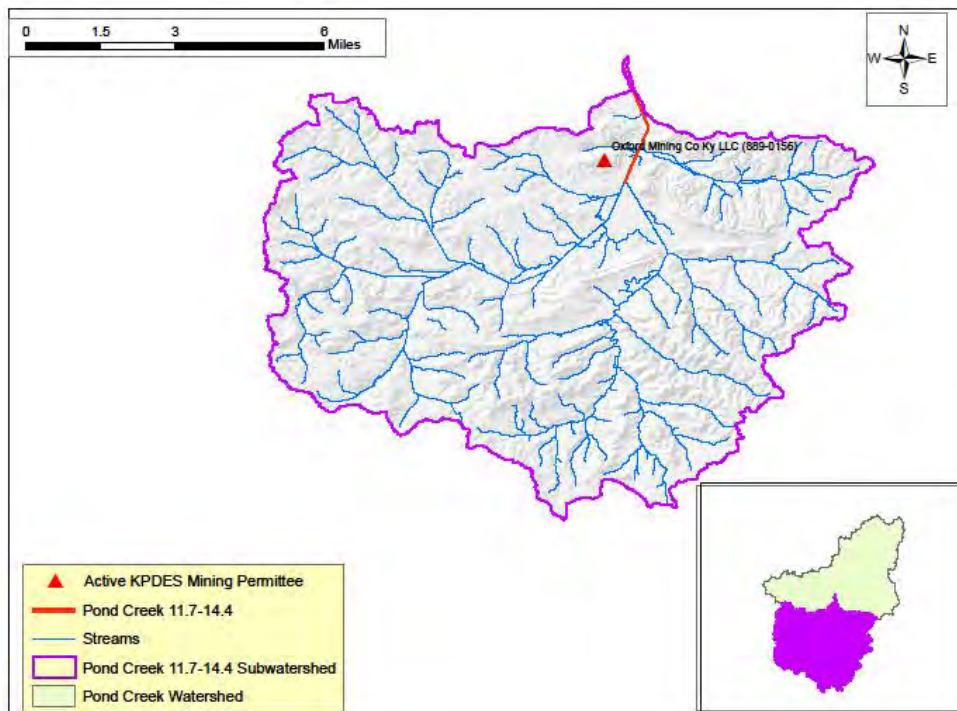 0 1.5 3 6
Miles
N
W E
S
Oxford Mining Co Ky LLC (889-0156)
Active KPDES Mining Permittee
Pond Creek 11.7-14.4
Streams
Pond Creek 11.7-14.4 Subwatershed
Pond Creek Watershed